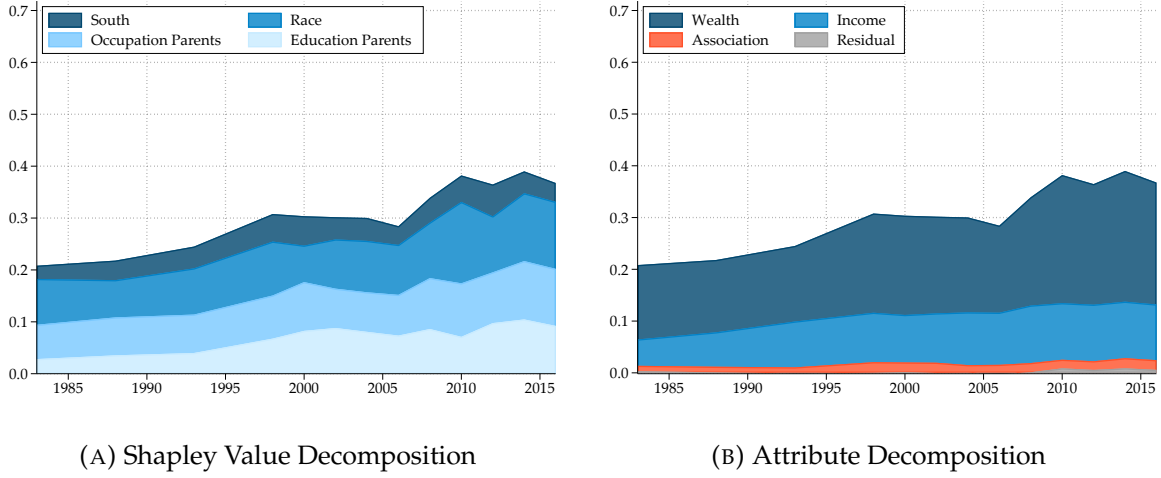 South Race
Occupation Parents Education Parents
0.7
0.6
0.5
0.4
0.3
0.2
0.1
0.0
1985 1990 1995 2000 2005 2010 2015
(A) Shapley Value Decomposition
Wealth Income
Association Residual
0.7
0.6
0.5
0.4
0.3
0.2
0.1
0.0
1985 1990 1995 2000 2005 2010 2015
(B) Attribute Decomposition